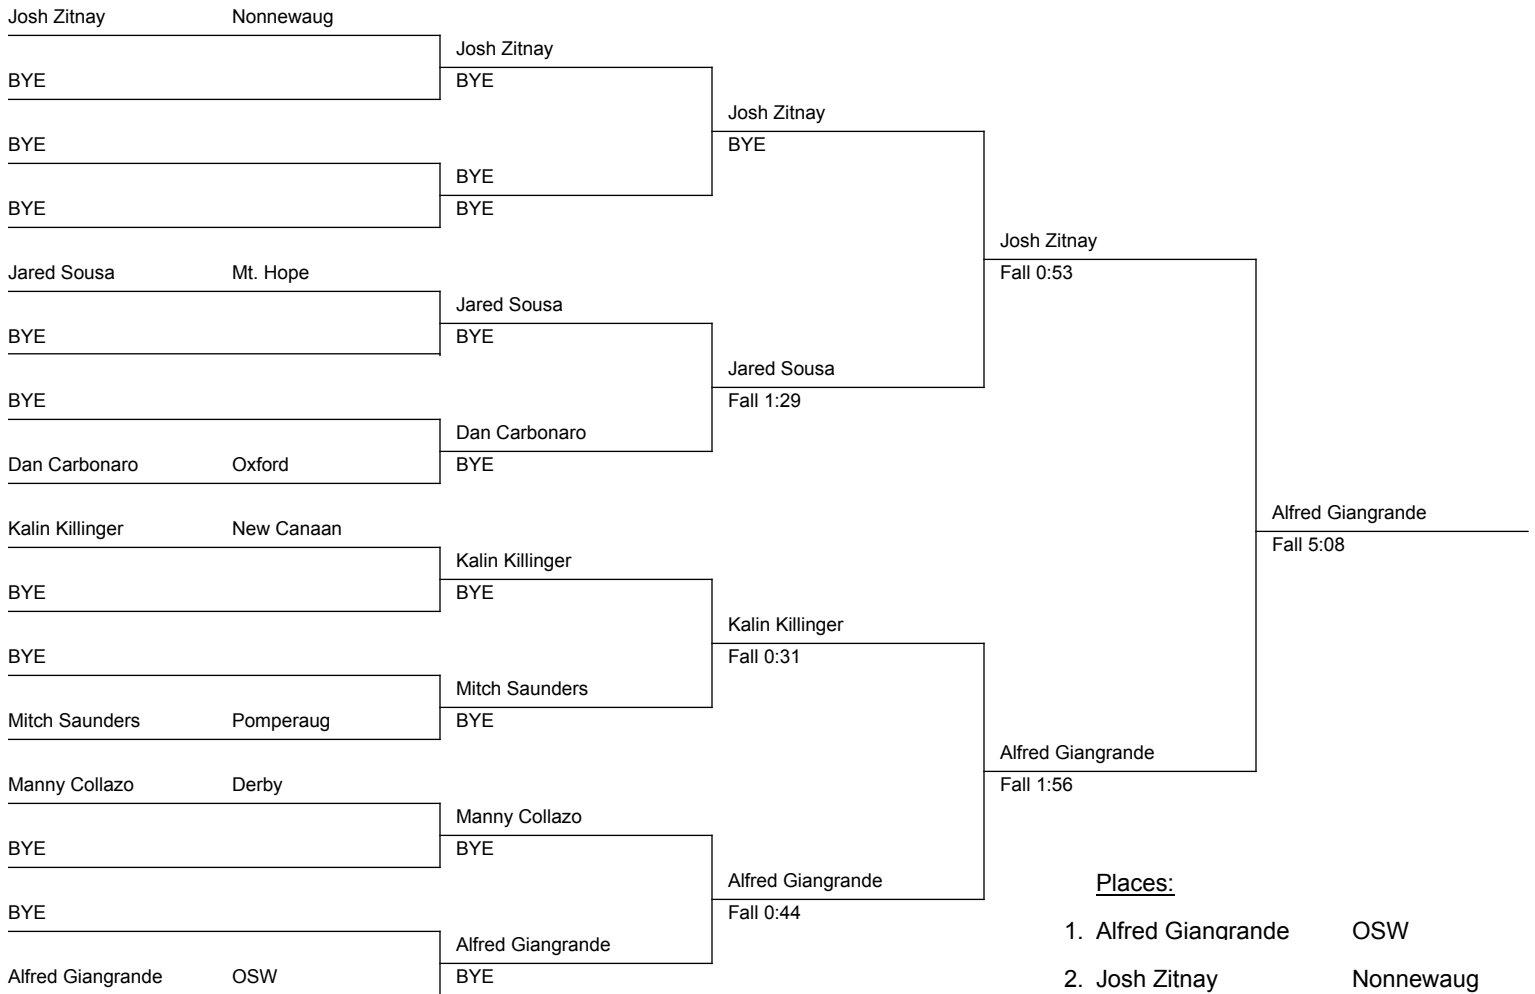 Josh Zitnay Nonnewaug
Josh Zitnay
BYE
BYE
Josh Zitnay
BYE
BYE
BYE
BYE
BYE
Josh Zitnay
Jared Sousa Mt. Hope
Fall 0:53
Jared Sousa
BYE
BYE
Jared Sousa
BYE
Fall 1:29
Dan Carbonaro
Dan Carbonaro Oxford
BYE
Alfred Giangrande
Kalin Killinger New Canaan
Fall 5:08
Kalin Killinger
BYE
BYE
Kalin Killinger
BYE
Fall 0:31
Mitch Saunders
Mitch Saunders Pomperaug
BYE
Alfred Giangrande
Manny Collazo Derby
Fall 1:56
Manny Collazo
BYE
BYE
Alfred Giangrande
Places:
BYE
Fall 0:44
1. Alfred Giangrande OSW
Alfred Giangrande
Alfred Giangrande OSW
BYE
2. Josh Zitnay Nonnewaug